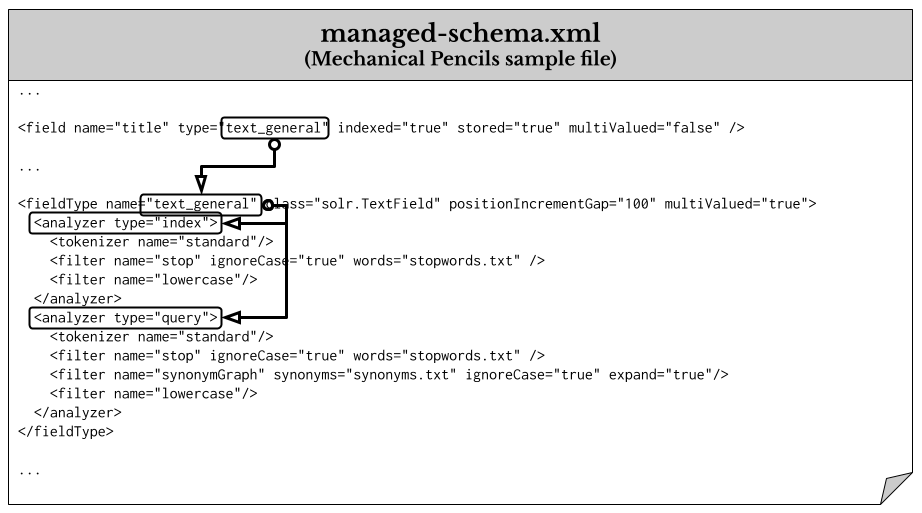 managed-schema.xml
(Mechanical Pencils sample file)
...
<field name="title" type="text_general" indexed="true" stored="true" multiValued="false" />
...
<fieldType name="text_general" class="solr.TextField" positionIncrementGap="100" multiValued="true">
<analyzer type="index">
<tokenizer name="standard"/>
<filter name="stop" ignoreCase="true" words="stopwords.txt" />
<filter name="lowercase"/>
</analyzer>
<analyzer type="query">
<tokenizer name="standard"/>
<filter name="stop" ignoreCase="true" words="stopwords.txt" />
<filter name="synonymGraph" synonyms="synonyms.txt" ignoreCase="true" expand="true"/>
<filter name="lowercase"/>
</analyzer>
</fieldType>
...